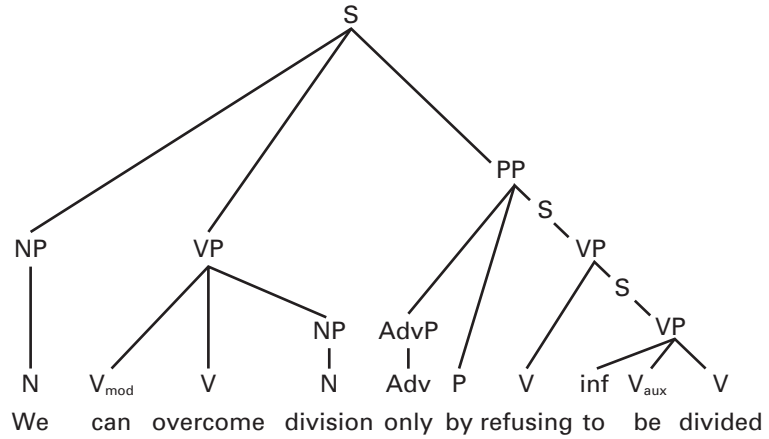 S
PP
S
NP VP VP
S
NP AdvP VP
N Vmod V N Adv P V inf Vaux V
We can overcome division only by refusing to be divided